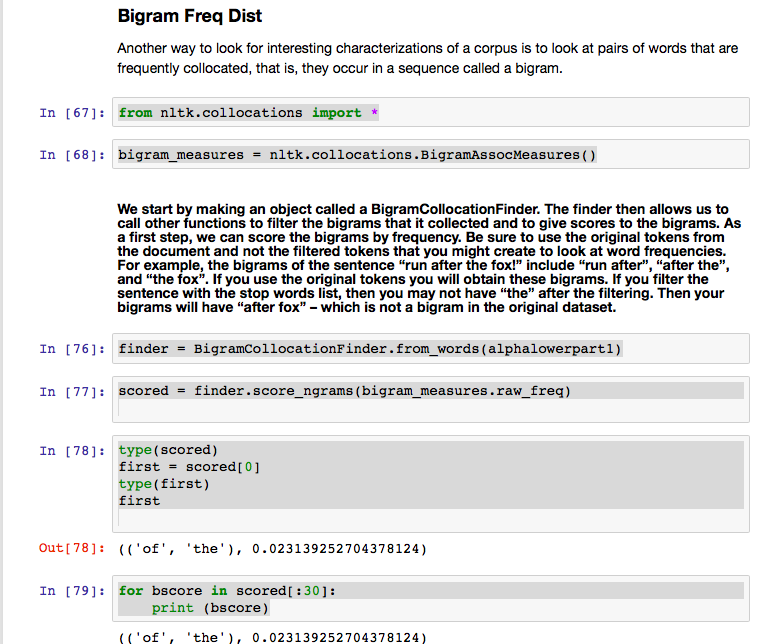 Bigram Freq Dist
Another way to look for interesting characterizations of a corpus is to look at pairs of words that are
frequently collocated, that is, they occur in a sequence called a bigram.
In [67]: from nltk.collocations import *
In [68]: bigram_measures = nltk.collocations.BigramAssocMeasures()
We start by making an object called a BigramCollocationFinder. The finder then allows us to
call other functions to filter the bigrams that it collected and to give scores to the bigrams. As
a first step, we can score the bigrams by frequency. Be sure to use the original tokens from
the document and not the filtered tokens that you might create to look at word frequencies.
For example, the bigrams of the sentence “run after the fox!” include “run after”, “after the”,
and “the fox”. If you use the original tokens you will obtain these bigrams. If you filter the
sentence with the stop words list, then you may not have “the” after the filtering. Then your
bigrams will have “after fox” – which is not a bigram in the original dataset.
In [76]: finder = BigramCollocationFinder.from_words(alphalowerpart1)
In [77]: scored = finder.score_ngrams(bigram_measures.raw_freq)
In [78]: type(scored)
first = scored[0]
type(first)
first
Out[78]: (('of', 'the'), 0.023139252704378124)
In [79]: for bscore in scored[:30]:
print (bscore)
(('of', 'the'), 0.023139252704378124)